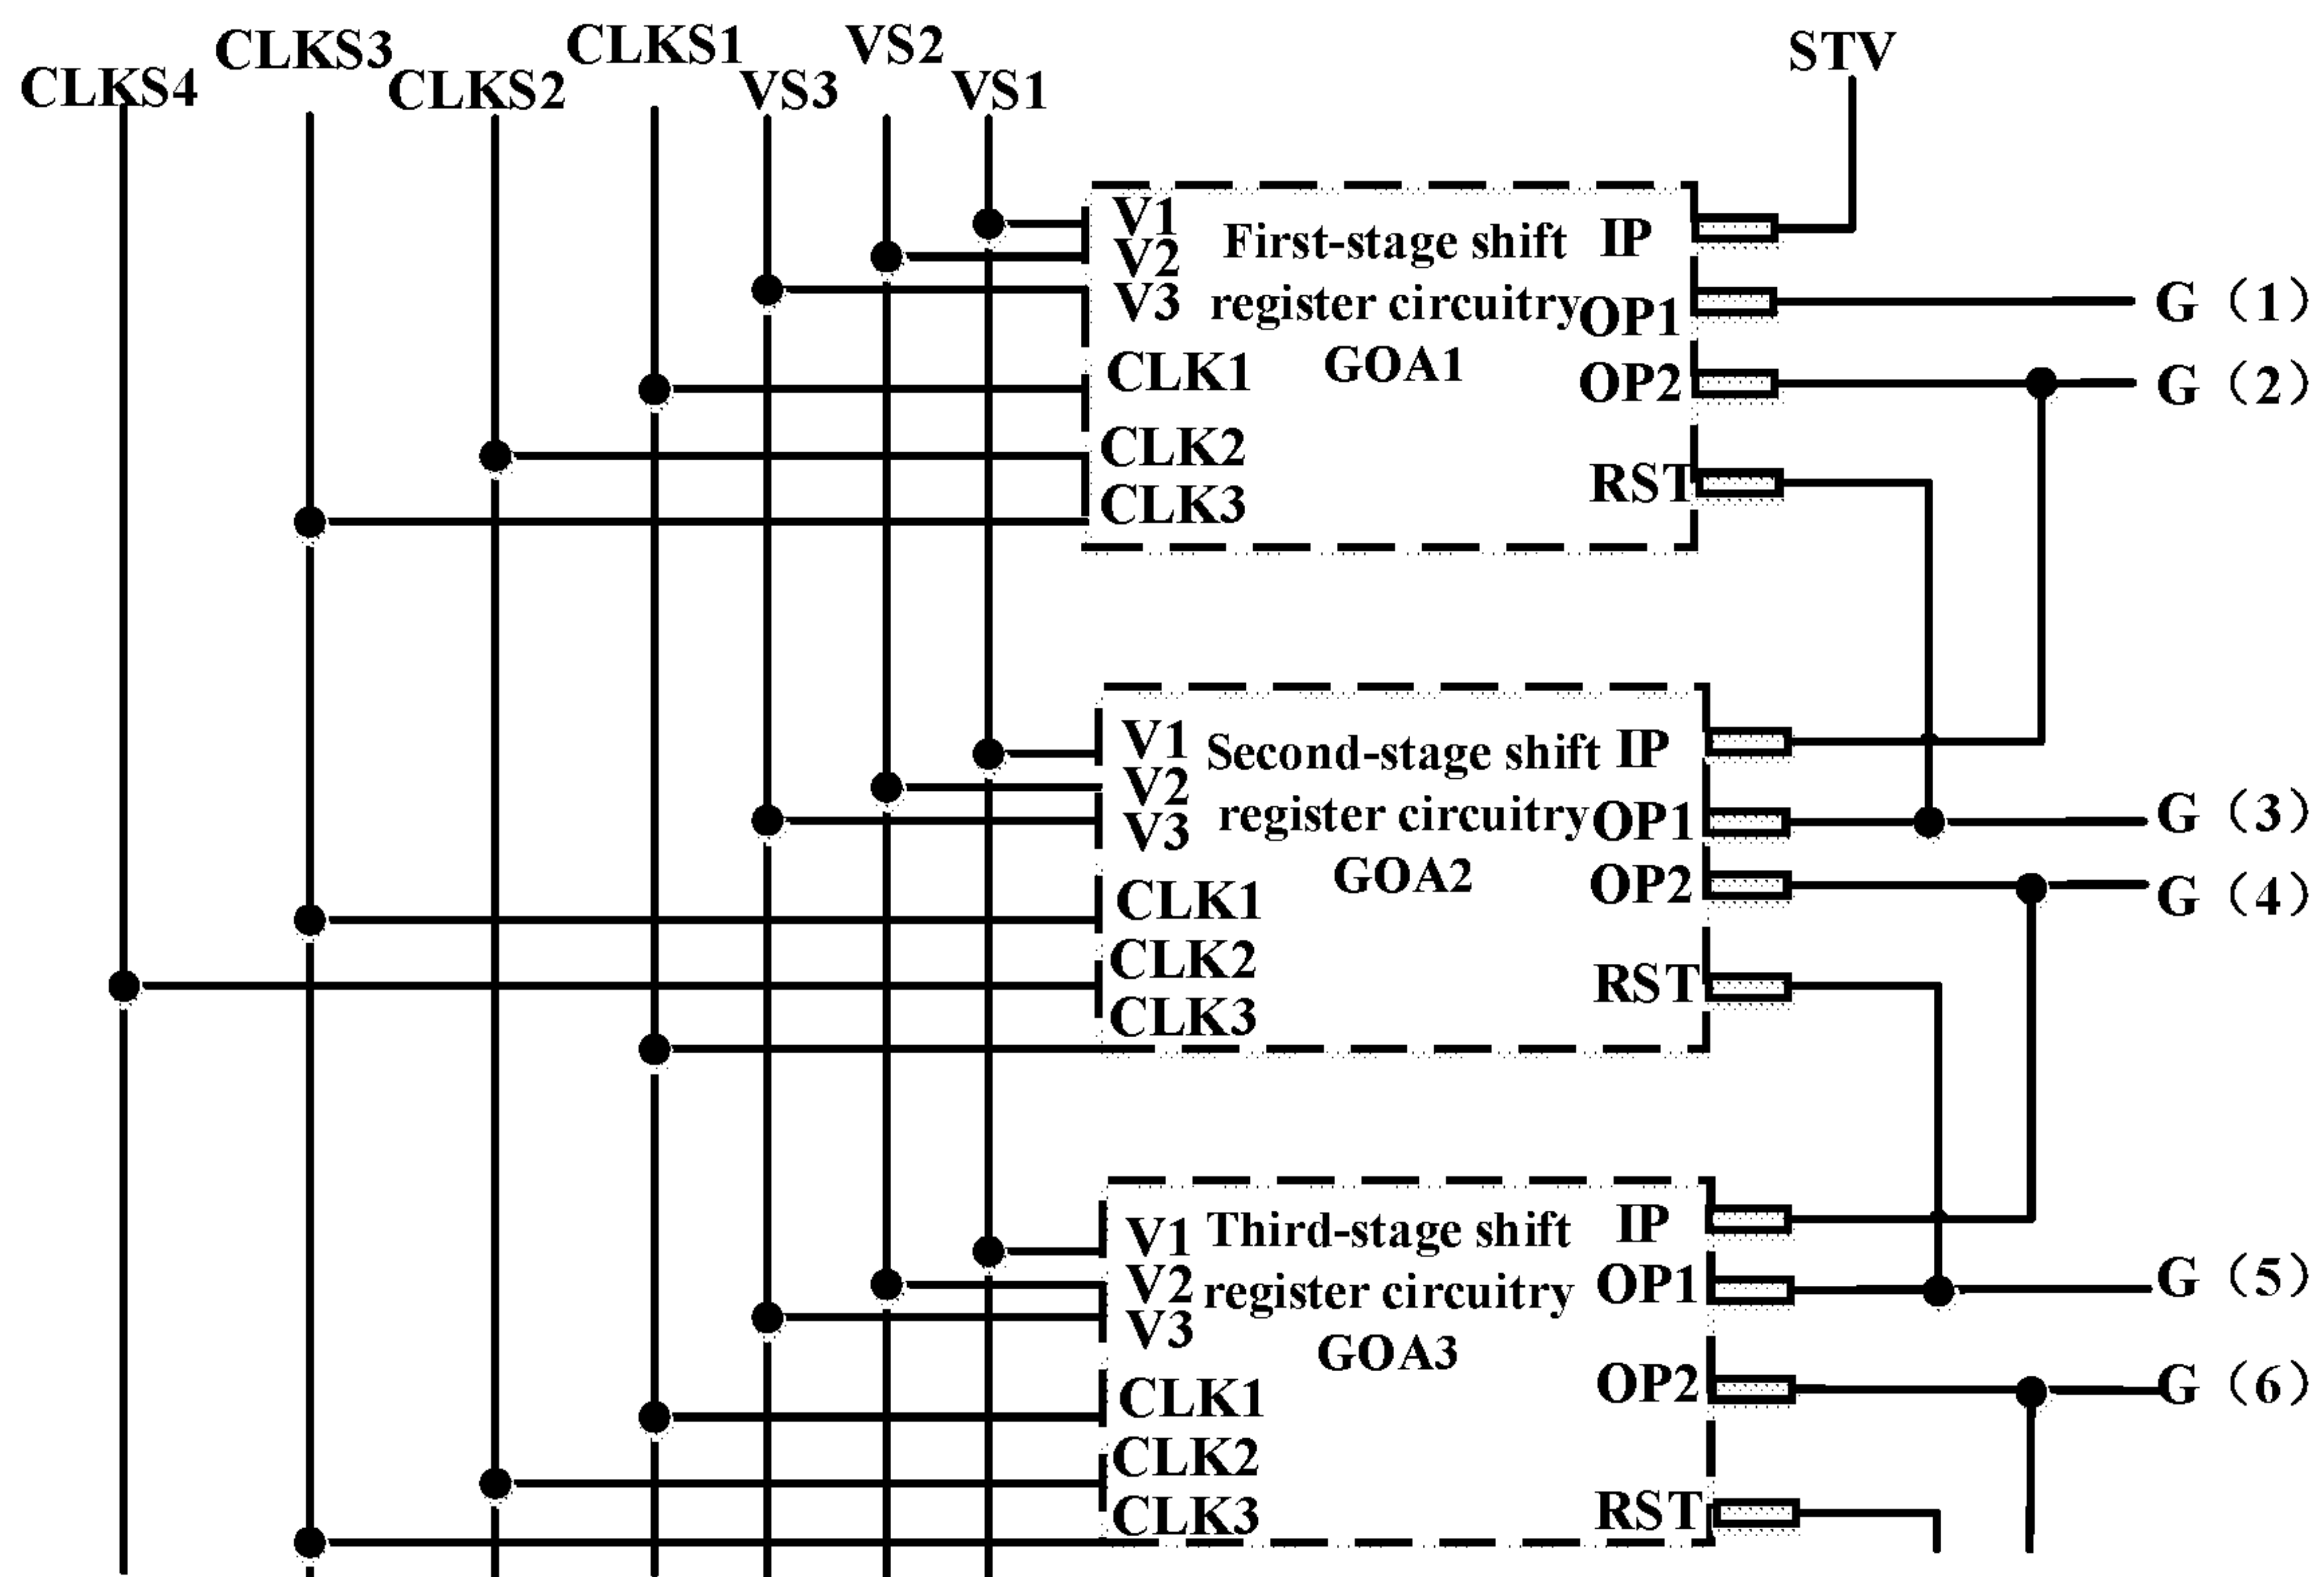 CLKS4
CLKS3
CLKS2
CLKS1
VS3
VS2
VS1
STV
V1
V2
V3
CLK1
CLK2
CLK3
First-stage shift
register circuitry
GOA1
IP
OP1
OP2
RST
G（1）
G（2）
V1
V2
V3
CLK1
CLK2
CLK3
Second-stage shift
register circuitry
GOA2
IP
OP1
OP2
RST
G（3）
G（4）
V1
V2
V3
CLK1
CLK2
CLK3
Third-stage shift
register circuitry
GOA3
IP
OP1
OP2
RST
G（5）
G（6）